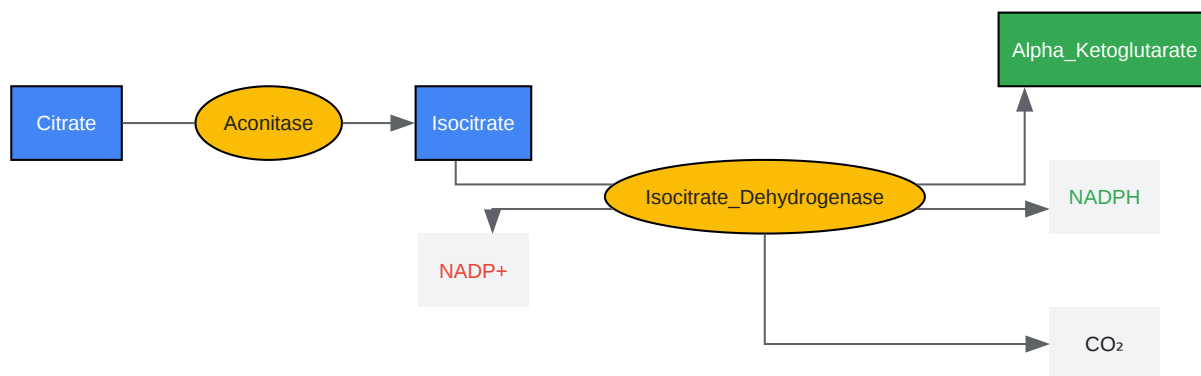 Alpha_Ketoglutarate
Citrate
Aconitase
Isocitrate
Isocitrate_Dehydrogenase
NADPH
NADP+
CO₂